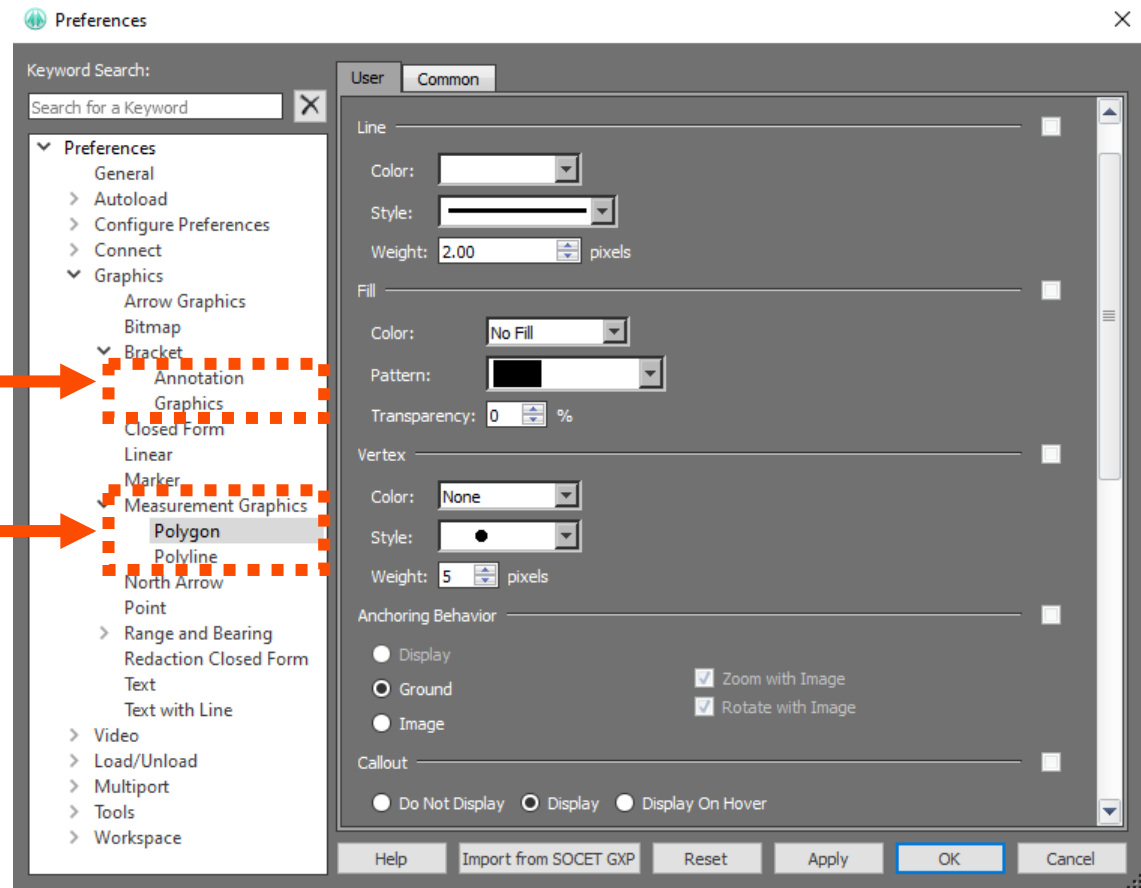 Preferences
Keyword Search:
Search for a Keyword
Preferences
General
Autoload
Configure Preferences
Connect
Graphics
Arrow Graphics
Bitmap
Bracket
Annotation
Graphics
Closed Form
Linear
Marker
Measurement Graphics
Polygon
Polyline
North Arrow
Point
Range and Bearing
Redaction Closed Form
Text
Text with Line
Video
Load/Unload
Multiport
Tools
Workspace
User Common
Line
Color:
Style:
Weight: 2.00 pixels
Fill
Color: No Fill
Pattern:
Transparency: 0 %
Vertex
Color: None
Style:
Weight: 5 pixels
Anchoring Behavior
Display
Ground
Image
Zoom with Image
Rotate with Image
Callout
Do Not Display Display Display On Hover
Help Import from SOCET GXP Reset Apply OK Cancel